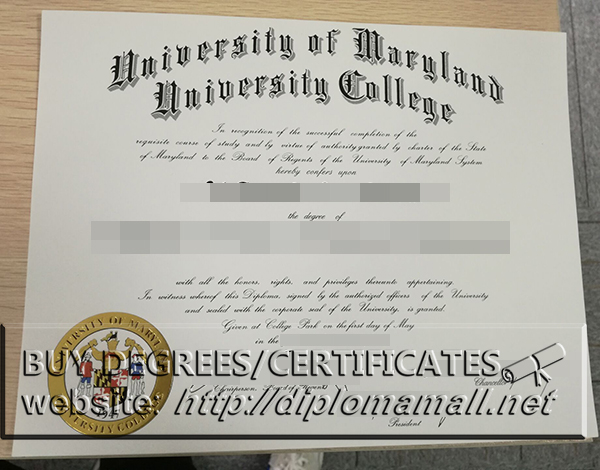 University of Maryland
University College
In recognition of the successful completion of the
requisite course of study and by virtue of authority granted by charter of the State
of Maryland to the Board of Regents of the University of Maryland System
hereby confers upon
the degree of
with all the honors, rights, and privileges thereunto appertaining.
In witness whereof this Diploma, signed by the authorized officers of the University
and sealed with the corporate seal of the University, is granted.
Given at College Park on the first day of May
in the
BUY DEGREES/CERTIFICATES
website: http://diplomamall.net
Chairperson, Board of Regents
Chancellor
President